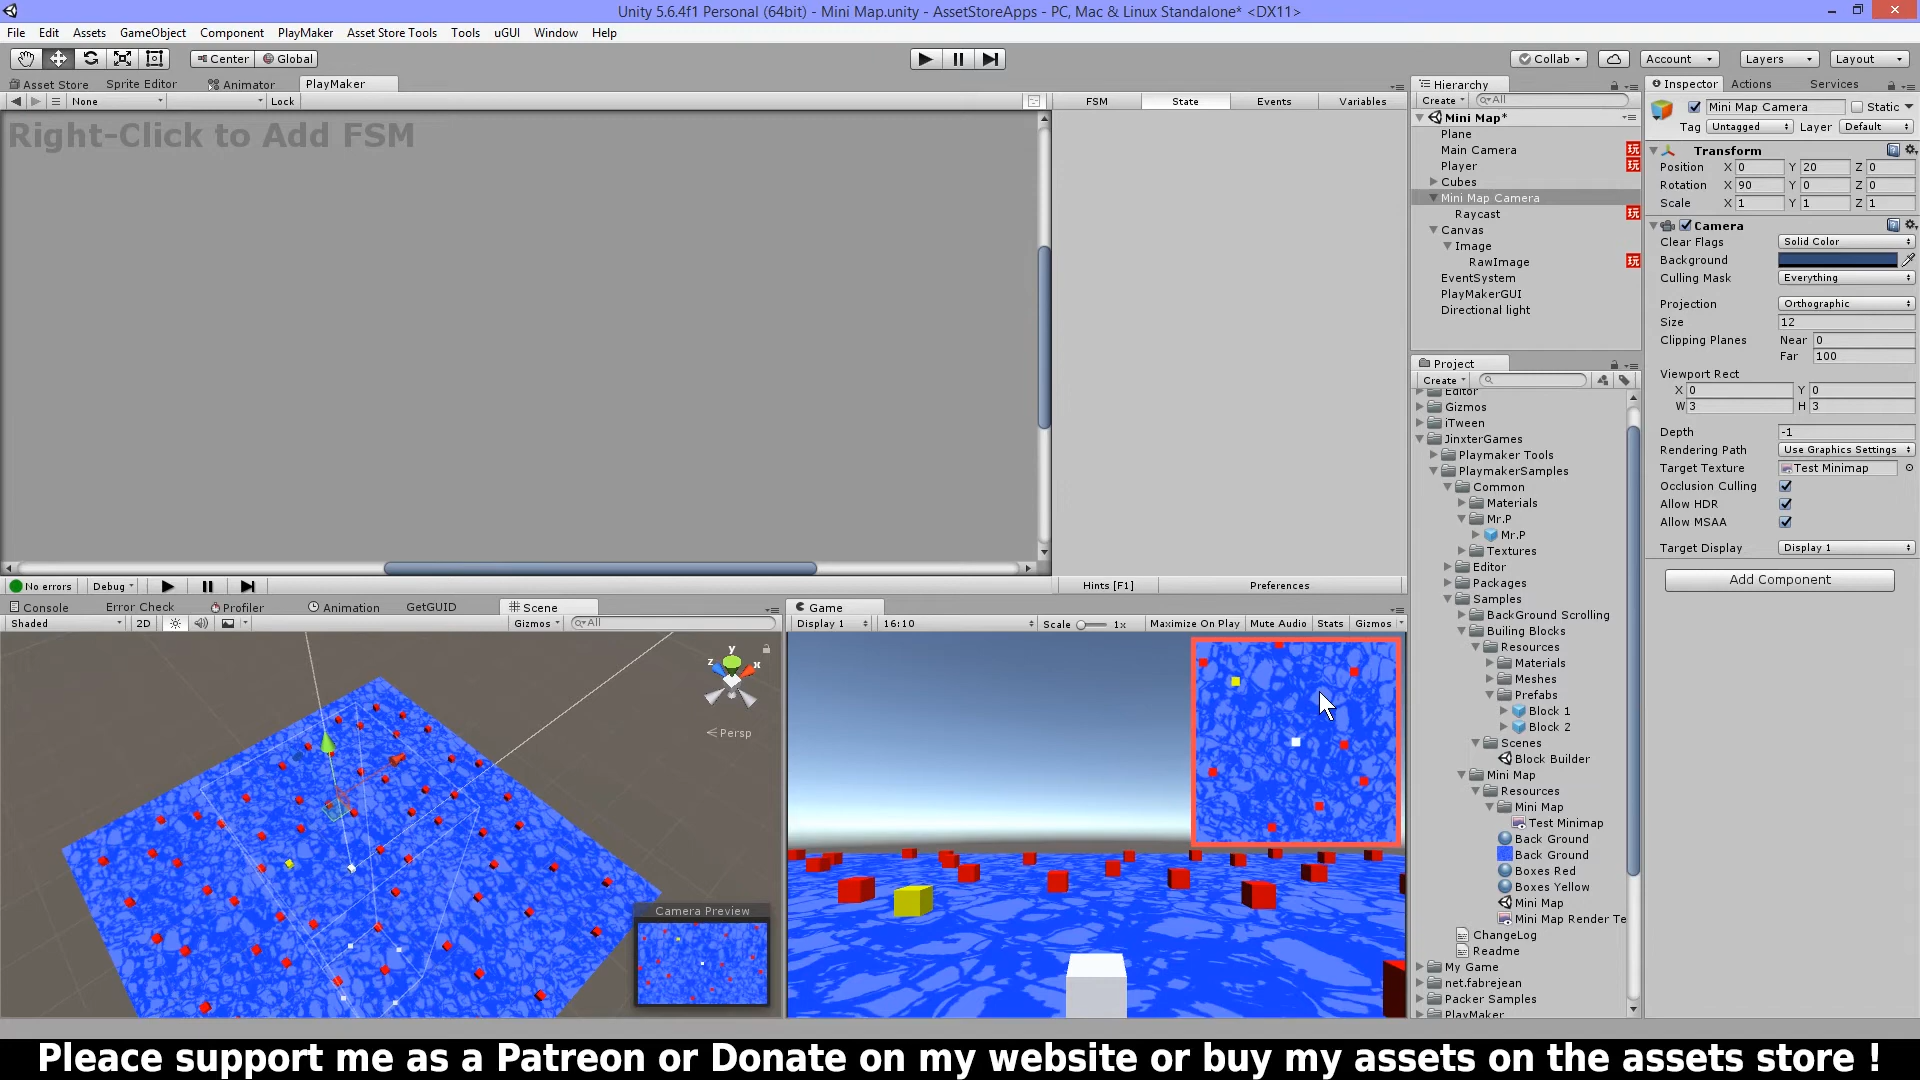 Unity 5.6.4f1 Personal (64bit) - Mini Map.unity - AssetStoreApps - PC, Mac & Linux Standalone* <DX11>
File Edit Assets GameObject Component PlayMaker Asset Store Tools Tools uGUI Window Help
Center Global Collab Account Layers Layout
Asset Store Sprite Editor Animator PlayMaker
None Lock
FSM State Events Variables
Right-Click to Add FSM
No errors Debug
Hints [F1] Preferences
Console Error Check Profiler Animation GetGUID Scene
Shaded 2D Gizmos All
y
z x
Persp
Camera Preview
Game
Display 1 16:10 Scale 1x Maximize On Play Mute Audio Stats Gizmos
Hierarchy
Create All
Mini Map*
Plane
Main Camera 玩
Player 玩
Cubes
Mini Map Camera
Raycast 玩
Canvas
Image
RawImage 玩
EventSystem
PlayMakerGUI
Directional light
Project
Create
Editor
Gizmos
iTween
JinxterGames
Playmaker Tools
PlaymakerSamples
Common
Materials
Mr.P
Mr.P
Textures
Editor
Packages
Samples
BackGround Scrolling
Builing Blocks
Resources
Materials
Meshes
Prefabs
Block 1
Block 2
Scenes
Block Builder
Mini Map
Resources
Mini Map
Test Minimap
Back Ground
Back Ground
Boxes Red
Boxes Yellow
Mini Map
Mini Map Render Te
ChangeLog
Readme
My Game
net.fabrejean
Packer Samples
PlayMaker
Inspector Actions Services
Mini Map Camera Static
Tag Untagged Layer Default
Transform
Position X 0 Y 20 Z 0
Rotation X 90 Y 0 Z 0
Scale X 1 Y 1 Z 1
Camera
Clear Flags Solid Color
Background
Culling Mask Everything
Projection Orthographic
Size 12
Clipping Planes Near 0
Far 100
Viewport Rect
X 0 Y 0
W 3 H 3
Depth -1
Rendering Path Use Graphics Settings
Target Texture Test Minimap
Occlusion Culling
Allow HDR
Allow MSAA
Target Display Display 1
Add Component
Pleace support me as a Patreon or Donate on my website or buy my assets on the assets store !